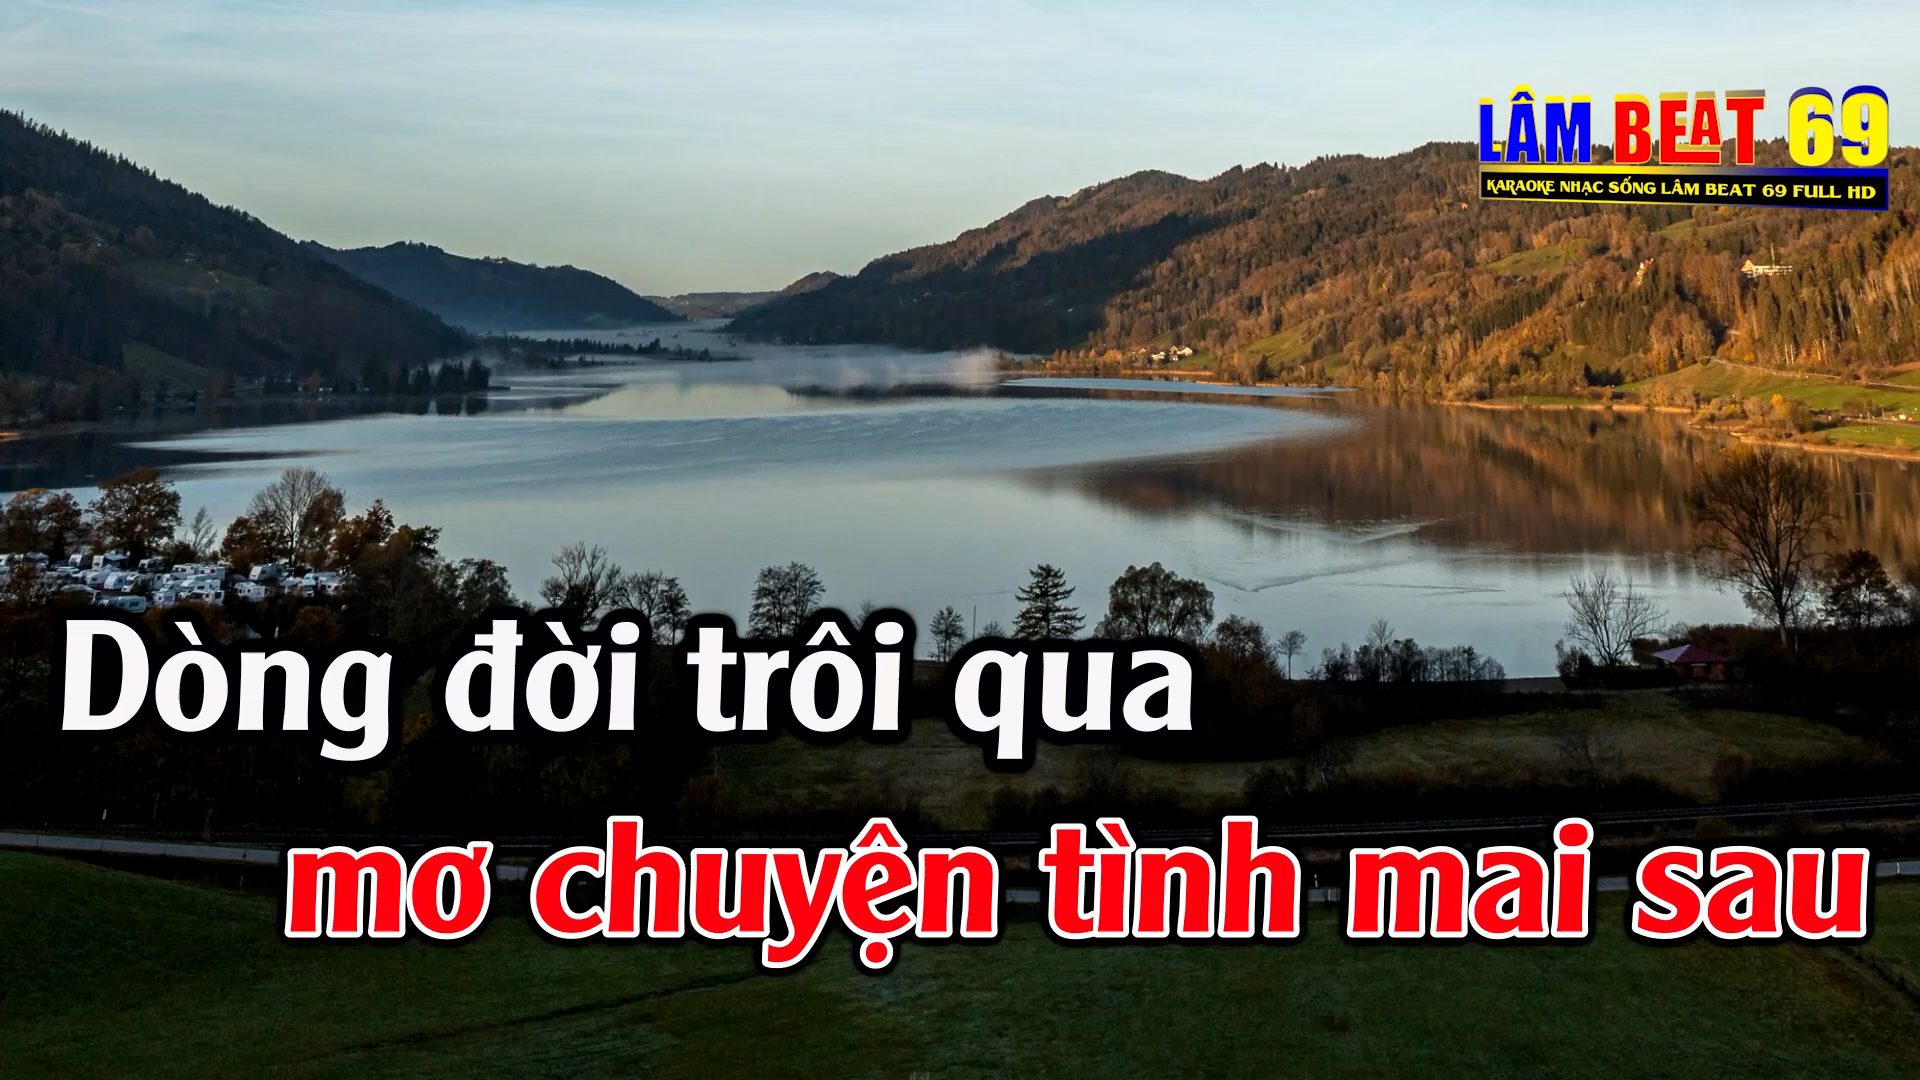 LÂM BEAT 69
KARAOKE NHẠC SỐNG LÂM BEAT 69 FULL HD
Dòng đời trôi qua
mơ chuyện tình mai sau